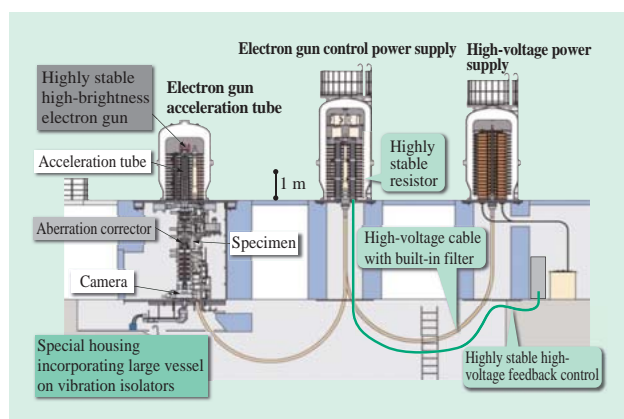 Electron gun control power supply
High-voltage power
supply
Highly stable
high-brightness
electron gun
Electron gun
acceleration tube
Acceleration tube
Highly
stable
resistor
1 m
Aberration corrector
Specimen
High-voltage cable
with built-in filter
Camera
Special housing
incorporating large vessel
on vibration isolators
Highly stable high-
voltage feedback control